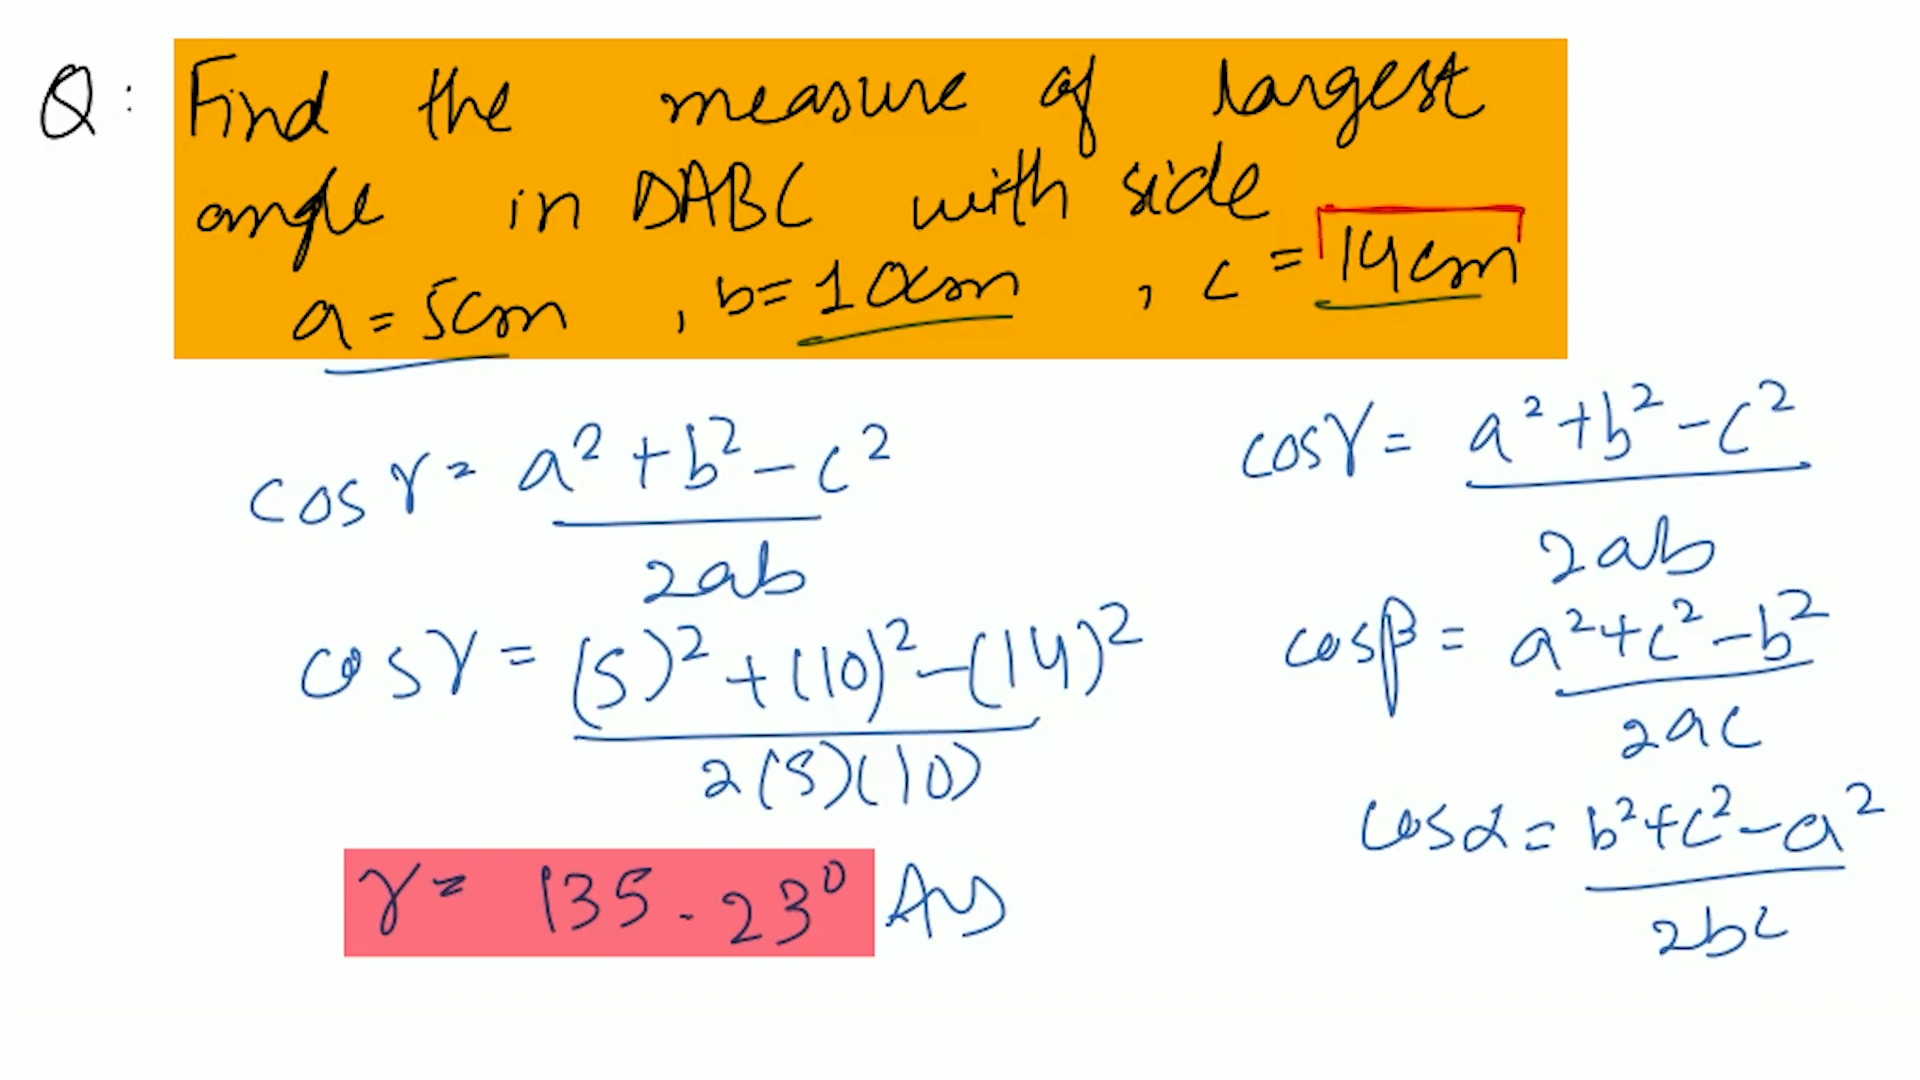 Q: Find the measure of largest
angle in DABC with side
a = 5cm , b = 10cm , c = 14cm
cos γ = a² + b² - c²
2ab
cos γ = (5)² + (10)² - (14)²
2(5)(10)
γ = 135.23⁰ Ans
cos γ = a² + b² - c²
2ab
cos β = a² + c² - b²
2ac
cos α = b² + c² - a²
2bc